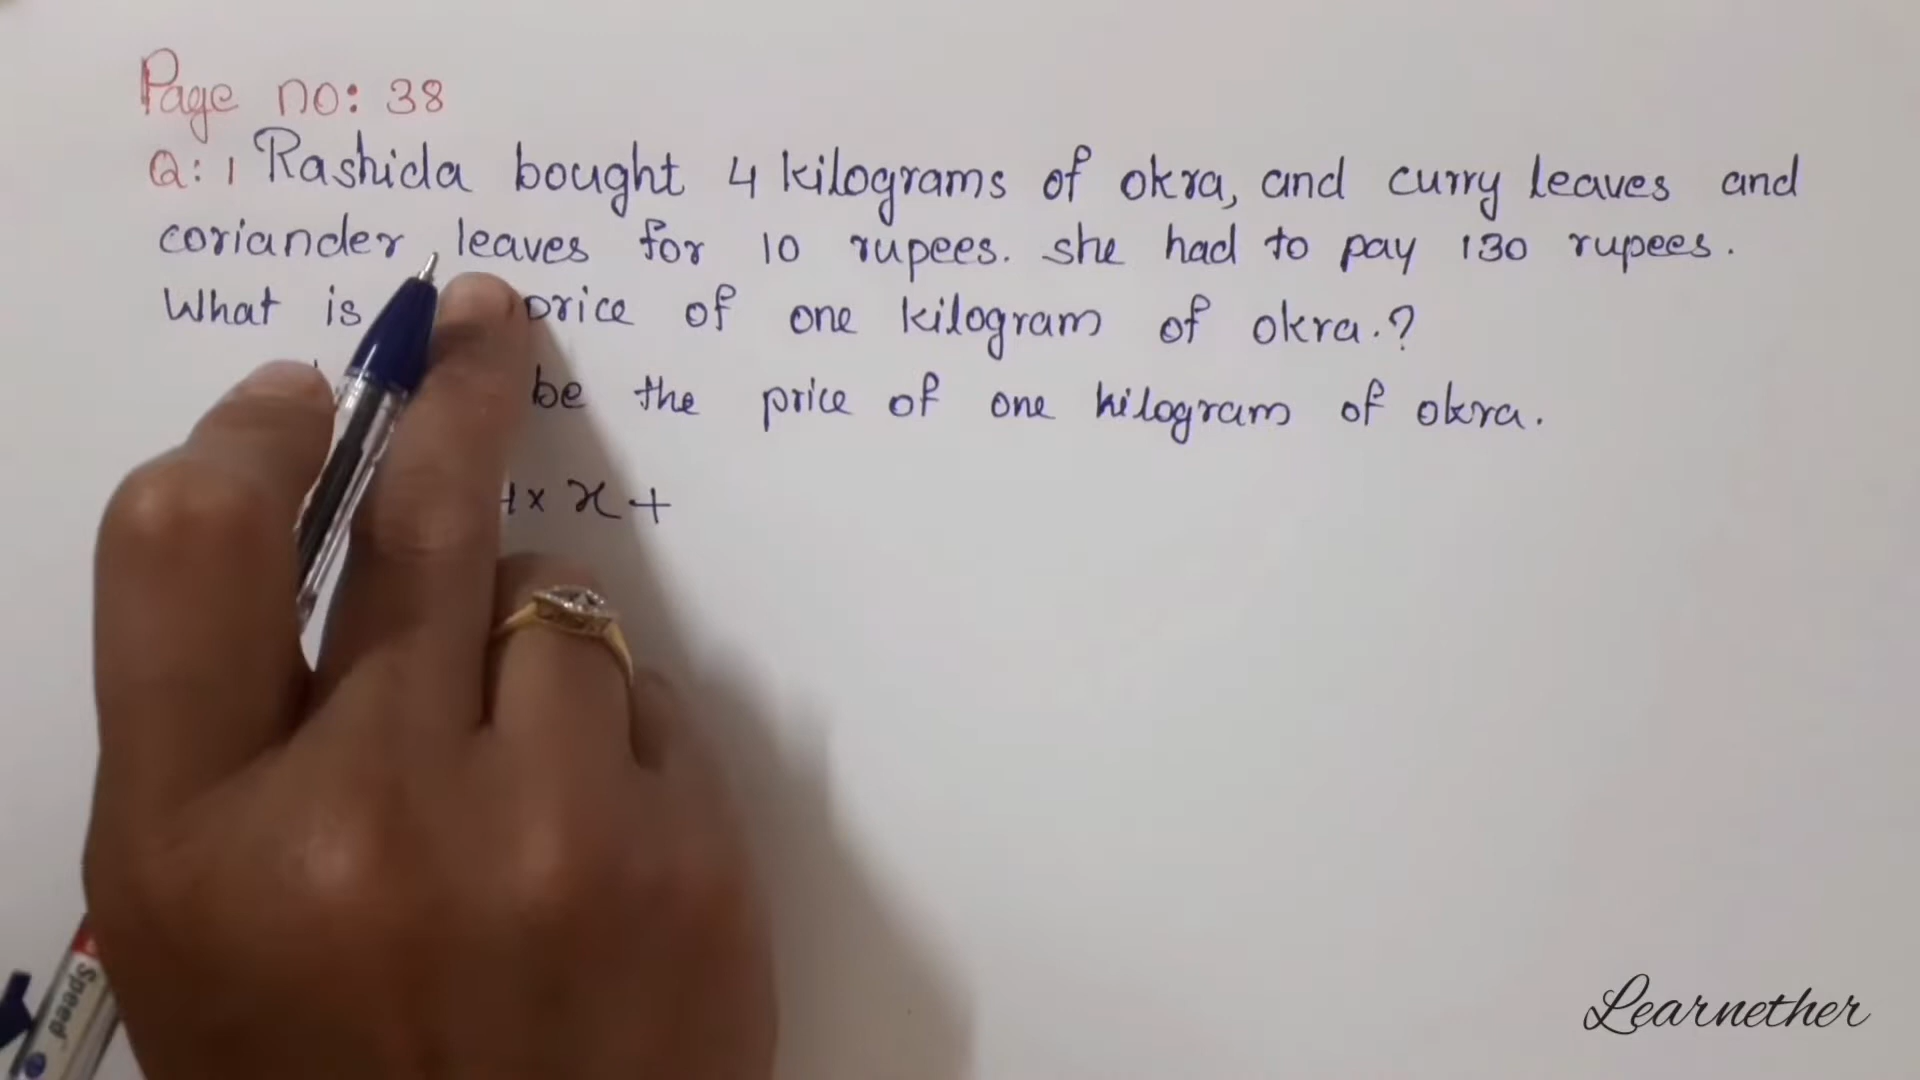 Page no: 38
Q: 1 Rashida bought 4 kilograms of okra, and curry leaves and
coriander leaves for 10 rupees. She had to pay 130 rupees.
What is price of one kilogram of okra.?
be the price of one kilogram of okra.
× x +
Speed
Learnether